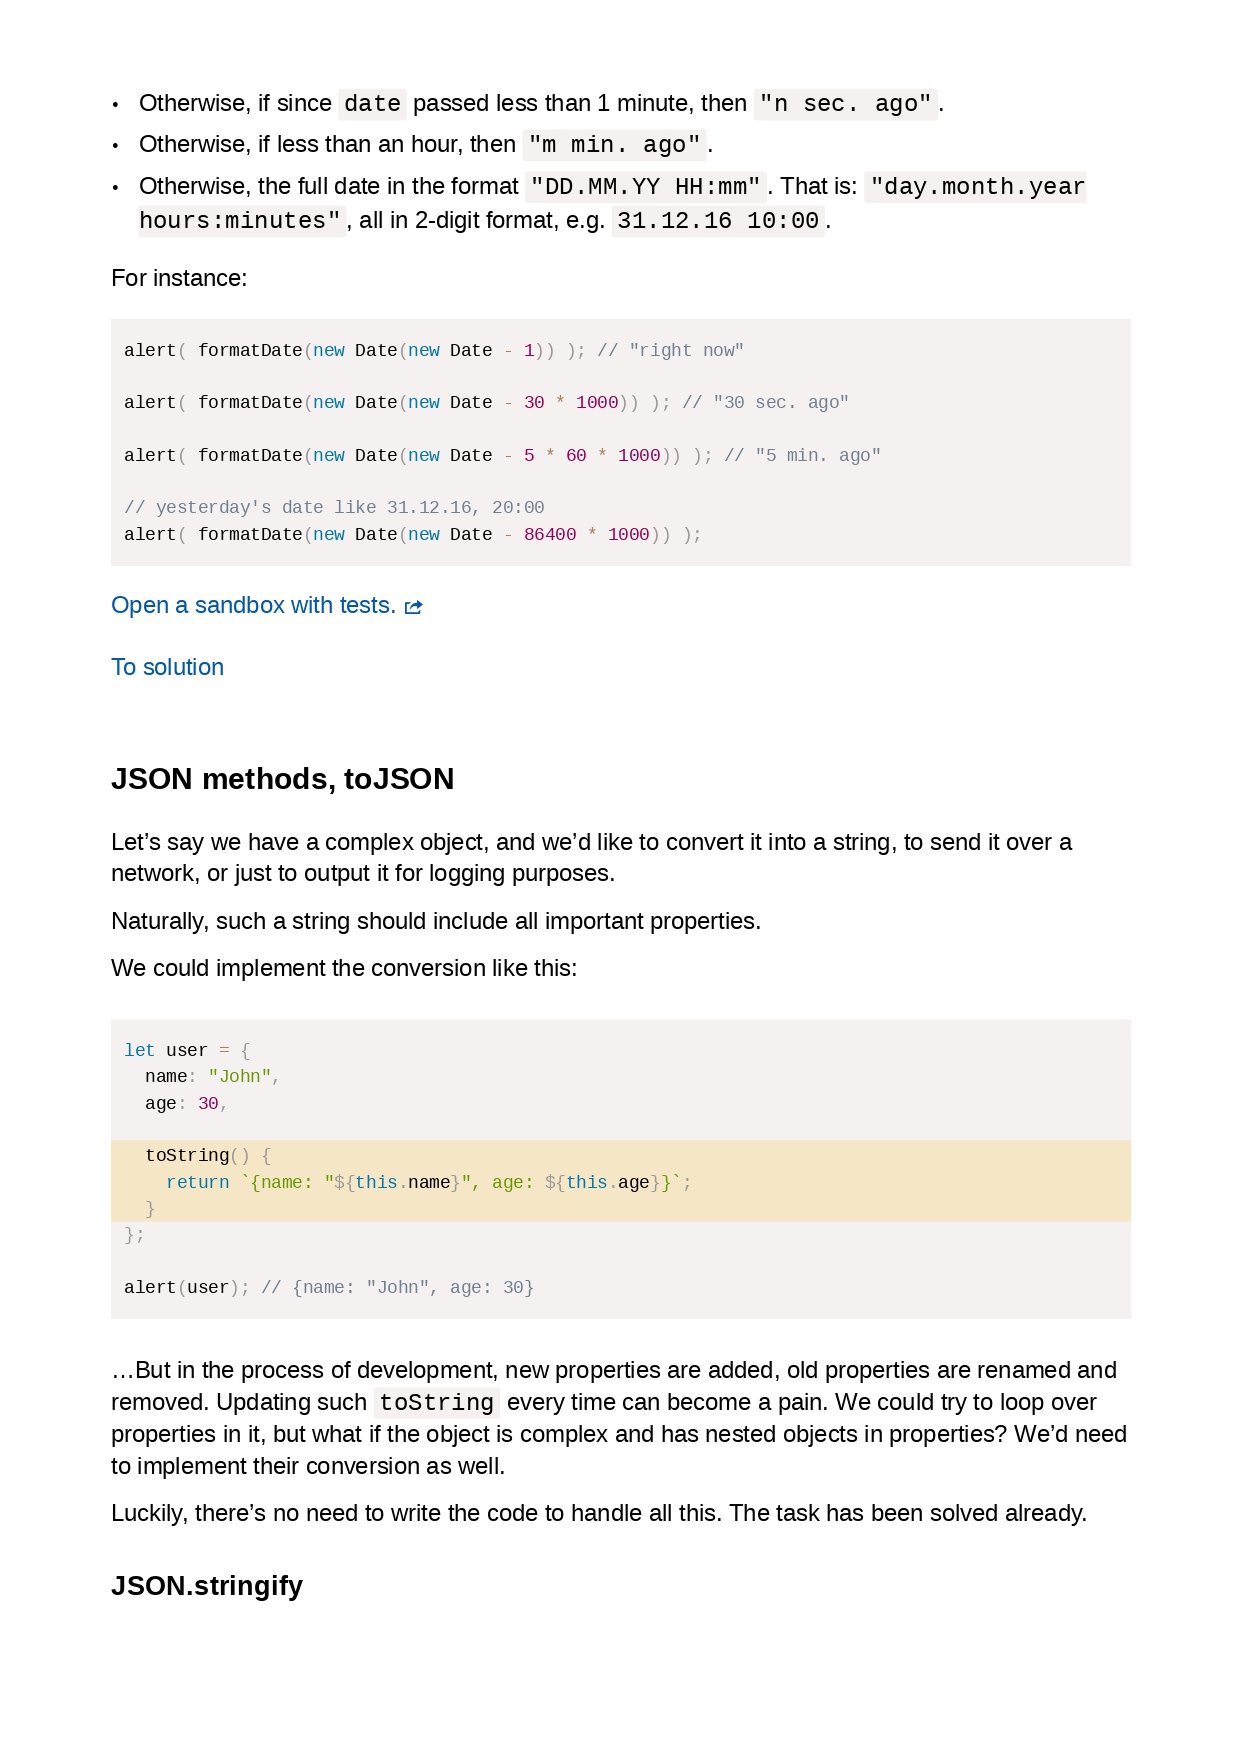 • Otherwise, if since date passed less than 1 minute, then "n sec. ago".
• Otherwise, if less than an hour, then "m min. ago".
• Otherwise, the full date in the format "DD.MM.YY HH:mm". That is: "day.month.year
hours:minutes", all in 2-digit format, e.g. 31.12.16 10:00.
For instance:
alert( formatDate(new Date(new Date - 1)) ); // "right now"
alert( formatDate(new Date(new Date - 30 * 1000)) ); // "30 sec. ago"
alert( formatDate(new Date(new Date - 5 * 60 * 1000)) ); // "5 min. ago"
// yesterday's date like 31.12.16, 20:00
alert( formatDate(new Date(new Date - 86400 * 1000)) );
Open a sandbox with tests.
To solution
JSON methods, toJSON
Let’s say we have a complex object, and we’d like to convert it into a string, to send it over a
network, or just to output it for logging purposes.
Naturally, such a string should include all important properties.
We could implement the conversion like this:
let user = {
  name: "John",
  age: 30,
  toString() {
    return `{name: "${this.name}", age: ${this.age}}`;
  }
};
alert(user); // {name: "John", age: 30}
…But in the process of development, new properties are added, old properties are renamed and
removed. Updating such toString every time can become a pain. We could try to loop over
properties in it, but what if the object is complex and has nested objects in properties? We’d need
to implement their conversion as well.
Luckily, there’s no need to write the code to handle all this. The task has been solved already.
JSON.stringify